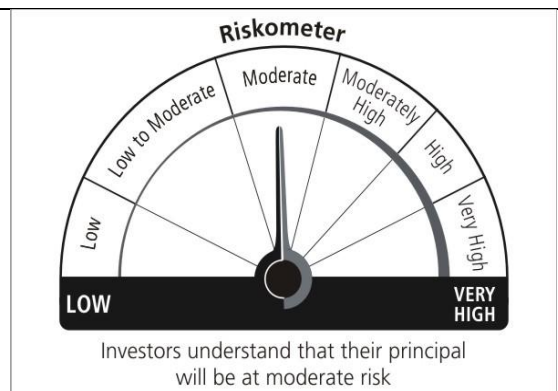 Riskometer
Low
Low to Moderate
Moderate
Moderately
High
High
Very High
LOW
VERY
HIGH
Investors understand that their principal
will be at moderate risk